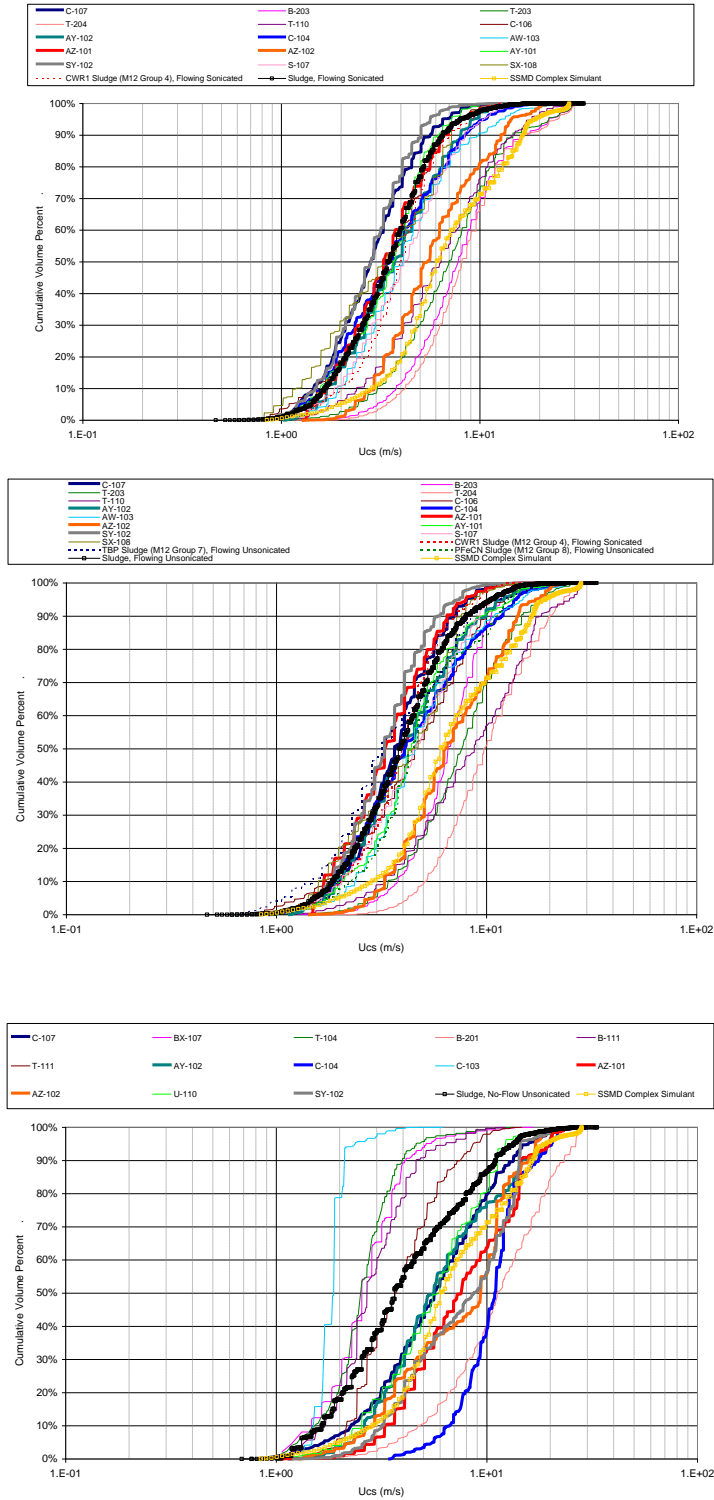 C-107 B-203 T-203
T-204 T-110 C-106
AY-102 C-104 AW-103
AZ-101 AZ-102 AY-101
SY-102 S-107 SX-108
CWR1 Sludge (M12 Group 4), Flowing Sonicated Sludge, Flowing Sonicated SSMD Complex Simulant
100%
90%
80%
70%
60%
50%
40%
30%
20%
10%
0%
Cumulative Volume Percent .
1.E-01 1.E+00 1.E+01 1.E+02
Ucs (m/s)
C-107 B-203
T-203 T-204
T-110 C-106
AY-102 C-104
AW-103 AZ-101
AZ-102 AY-101
SY-102 S-107
SX-108 CWR1 Sludge (M12 Group 4), Flowing Sonicated
TBP Sludge (M12 Group 7), Flowing Unsonicated PFeCN Sludge (M12 Group 8), Flowing Unsonicated
Sludge, Flowing Unsonicated SSMD Complex Simulant
100%
90%
80%
70%
60%
50%
40%
30%
20%
10%
0%
Cumulative Volume Percent .
1.E-01 1.E+00 1.E+01 1.E+02
Ucs (m/s)
C-107 BX-107 T-104 B-201 B-111
T-111 AY-102 C-104 C-103 AZ-101
AZ-102 U-110 SY-102 Sludge, No-Flow Unsonicated SSMD Complex Simulant
100%
90%
80%
70%
60%
50%
40%
30%
20%
10%
0%
Cumulative Volume Percent .
1.E-01 1.E+00 1.E+01 1.E+02
Ucs (m/s)